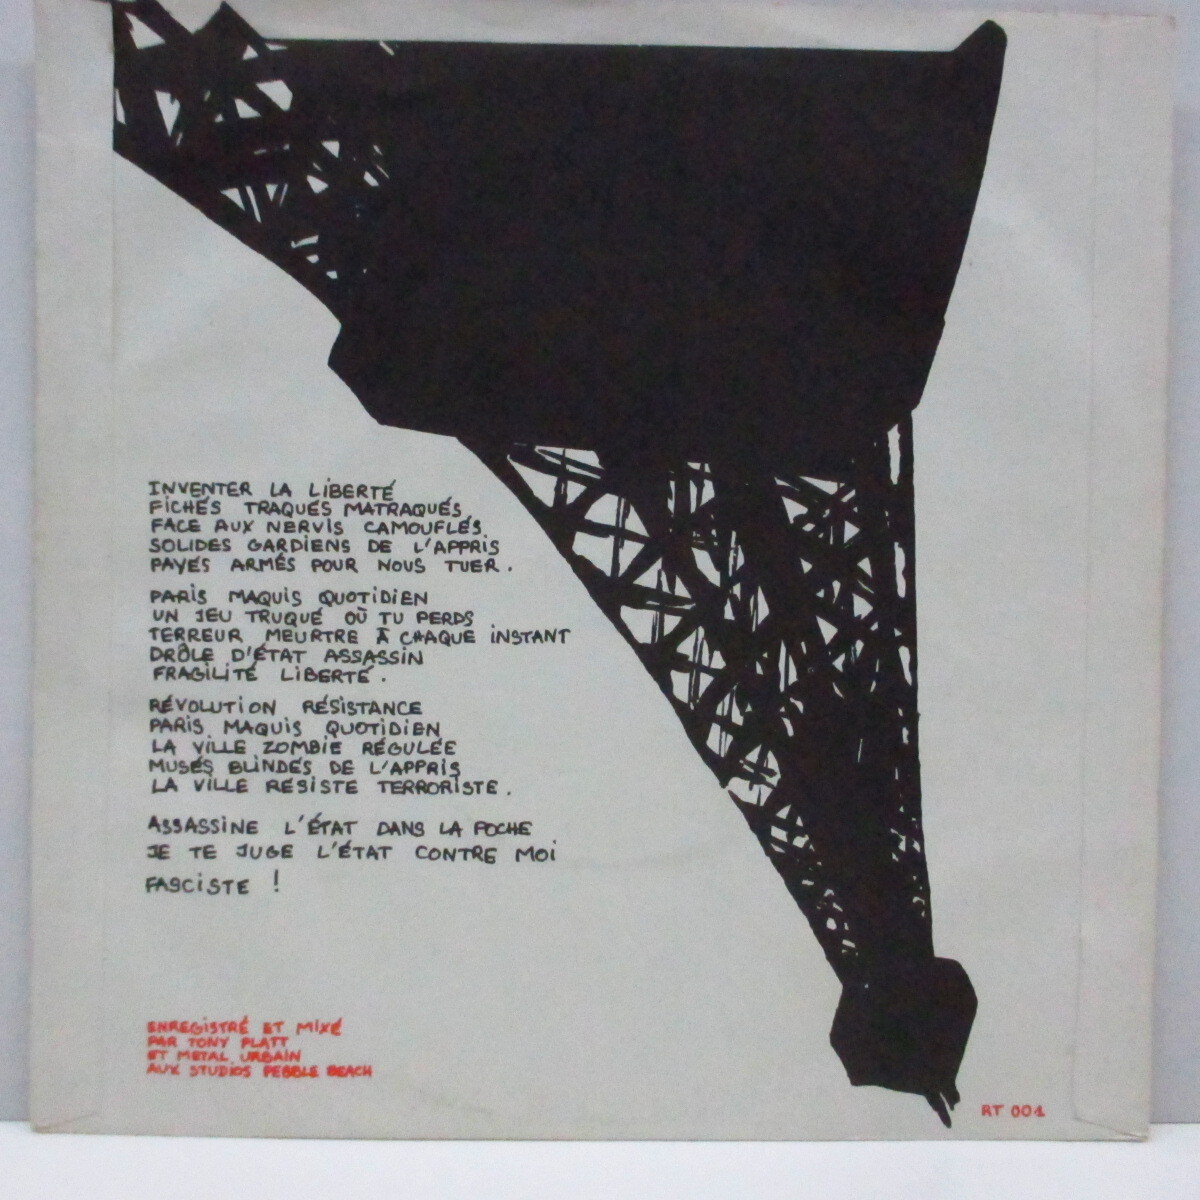 INVENTER LA LIBERTÉ
FICHÉS TRAQUÉS MATRAQUÉS
FACE AUX NERVIS CAMOUFLÉS
SOLIDES GARDIENS DE L'APPRIS
PAYÉS ARMÉS POUR NOUS TUER.
PARIS MAQUIS QUOTIDIEN
UN JEU TRUQUÉ OÙ TU PERDS
TERREUR MEURTRE À CHAQUE INSTANT
DRÔLE D'ÉTAT ASSASSIN
FRAGILITÉ LIBERTÉ.
RÉVOLUTION RÉSISTANCE
PARIS MAQUIS QUOTIDIEN
LA VILLE ZOMBIE RÉGULÉE
MUSÉS BLINDÉS DE L'APPRIS
LA VILLE RÉSISTE TERRORISTE.
ASSASSINE L'ÉTAT DANS LA POCHE
JE TE JUGE L'ÉTAT CONTRE MOI
FASCISTE !
ENREGISTRÉ ET MIXÉ
PAR TONY PLATT
ET METAL URBAIN
AUX STUDIOS PEBBLE BEACH
RT 001